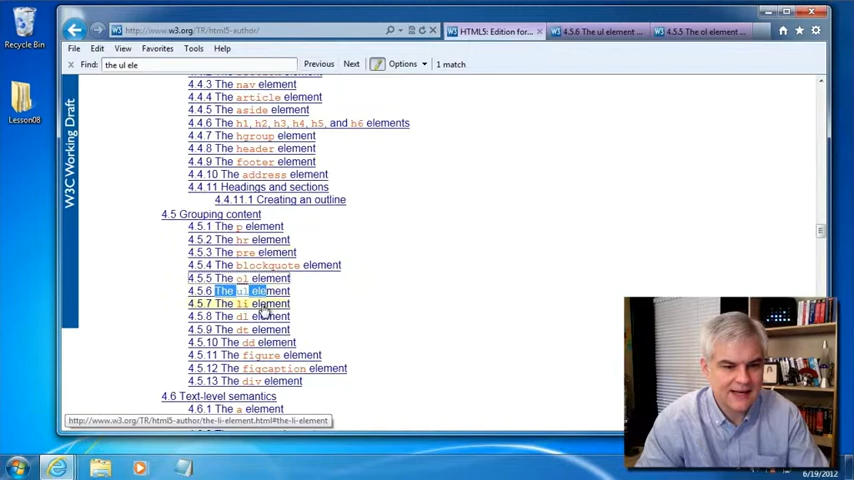 Recycle Bin
Lesson08
http://www.w3.org/TR/html5-author/
HTML5: Edition for...
4.5.6 The ul element ...
4.5.5 The ol element ...
File Edit View Favorites Tools Help
Find: the ul ele Previous Next Options 1 match
W3C Working Draft
4.4.3 The nav element
4.4.4 The article element
4.4.5 The aside element
4.4.6 The h1, h2, h3, h4, h5, and h6 elements
4.4.7 The hgroup element
4.4.8 The header element
4.4.9 The footer element
4.4.10 The address element
4.4.11 Headings and sections
4.4.11.1 Creating an outline
4.5 Grouping content
4.5.1 The p element
4.5.2 The hr element
4.5.3 The pre element
4.5.4 The blockquote element
4.5.5 The ol element
4.5.6 The ul element
4.5.7 The li element
4.5.8 The dl element
4.5.9 The dt element
4.5.10 The dd element
4.5.11 The figure element
4.5.12 The figcaption element
4.5.13 The div element
4.6 Text-level semantics
4.6.1 The a element
http://www.w3.org/TR/html5-author/the-li-element.html#the-li-element
6/19/2012